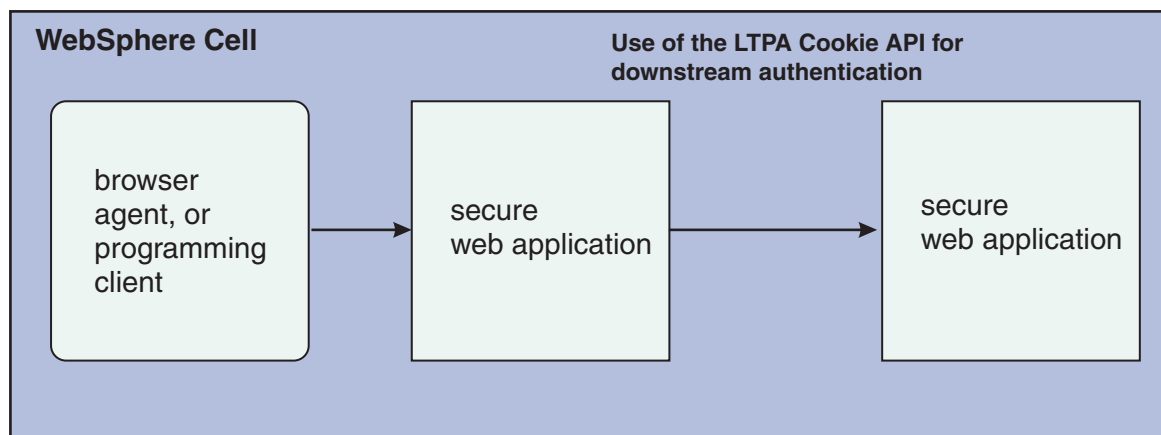 WebSphere Cell
Use of the LTPA Cookie API for
downstream authentication
browser
agent, or
programming
client
secure
web application
secure
web application